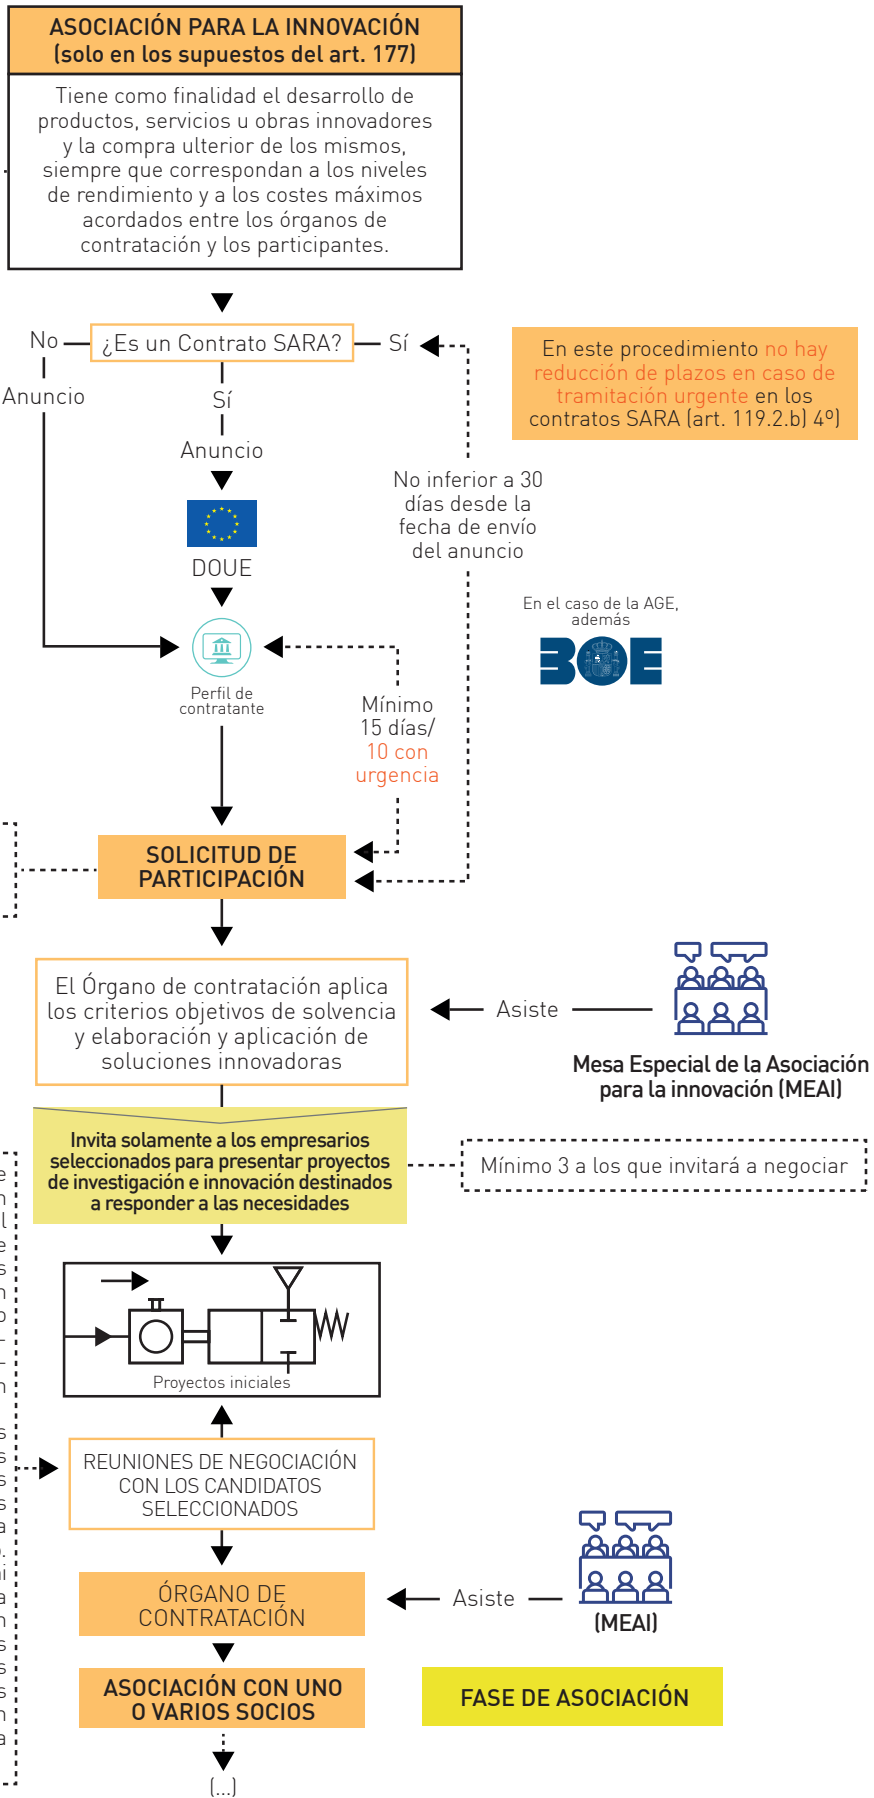 ASOCIACIÓN PARA LA INNOVACIÓN
(solo en los supuestos del art. 177)
Tiene como finalidad el desarrollo de
productos, servicios u obras innovadores
y la compra ulterior de los mismos,
siempre que correspondan a los niveles
de rendimiento y a los costes máximos
acordados entre los órganos de
contratación y los participantes.
No
¿Es un Contrato SARA?
Sí
En este procedimiento no hay
reducción de plazos en caso de
tramitación urgente en los
contratos SARA (art. 119.2.b) 4º)
Anuncio
Sí
Anuncio
No inferior a 30
días desde la
fecha de envío
del anuncio
DOUE
En el caso de la AGE,
además
BOE
Perfil de
contratante
Mínimo
15 días/
10 con
urgencia
SOLICITUD DE
PARTICIPACIÓN
El Órgano de contratación aplica
los criterios objetivos de solvencia
y elaboración y aplicación de
soluciones innovadoras
Asiste
Mesa Especial de la Asociación
para la innovación (MEAI)
Invita solamente a los empresarios
seleccionados para presentar proyectos
de investigación e innovación destinados
a responder a las necesidades
Mínimo 3 a los que invitará a negociar
Proyectos iniciales
REUNIONES DE NEGOCIACIÓN
CON LOS CANDIDATOS
SELECCIONADOS
ÓRGANO DE
CONTRATACIÓN
Asiste
(MEAI)
ASOCIACIÓN CON UNO
O VARIOS SOCIOS
FASE DE ASOCIACIÓN
(...)